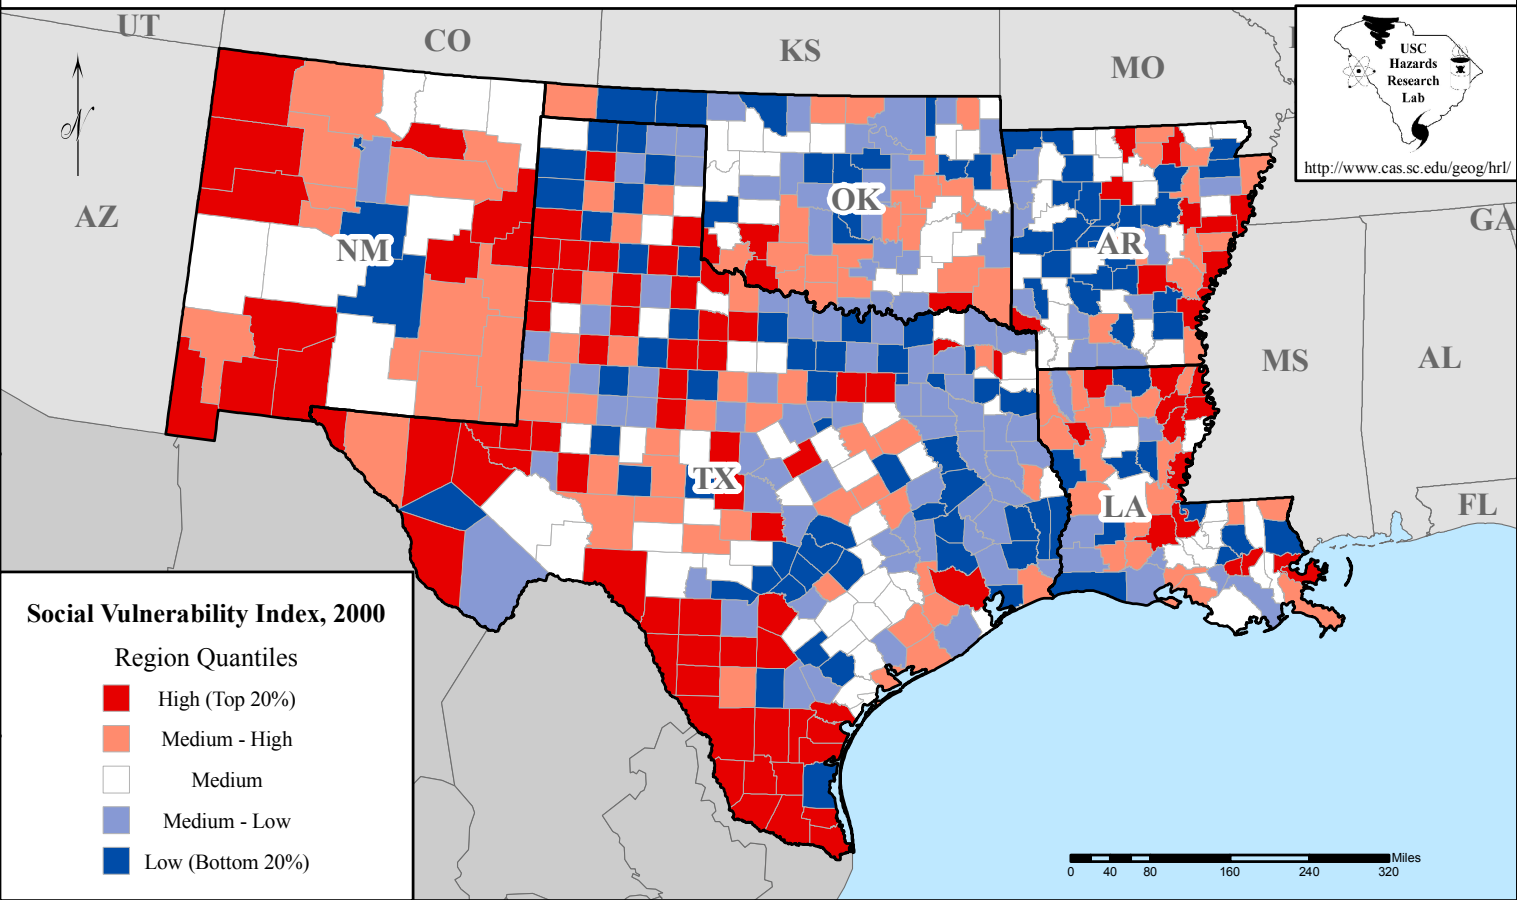 UT
CO
KS
MO
USC
Hazards
Research
Lab
http://www.cas.sc.edu/geog/hrl/
N
AZ
NM
OK
AR
GA
MS
AL
TX
LA
FL
Social Vulnerability Index, 2000
Region Quantiles
High (Top 20%)
Medium - High
Medium
Medium - Low
Low (Bottom 20%)
Miles
0 40 80 160 240 320